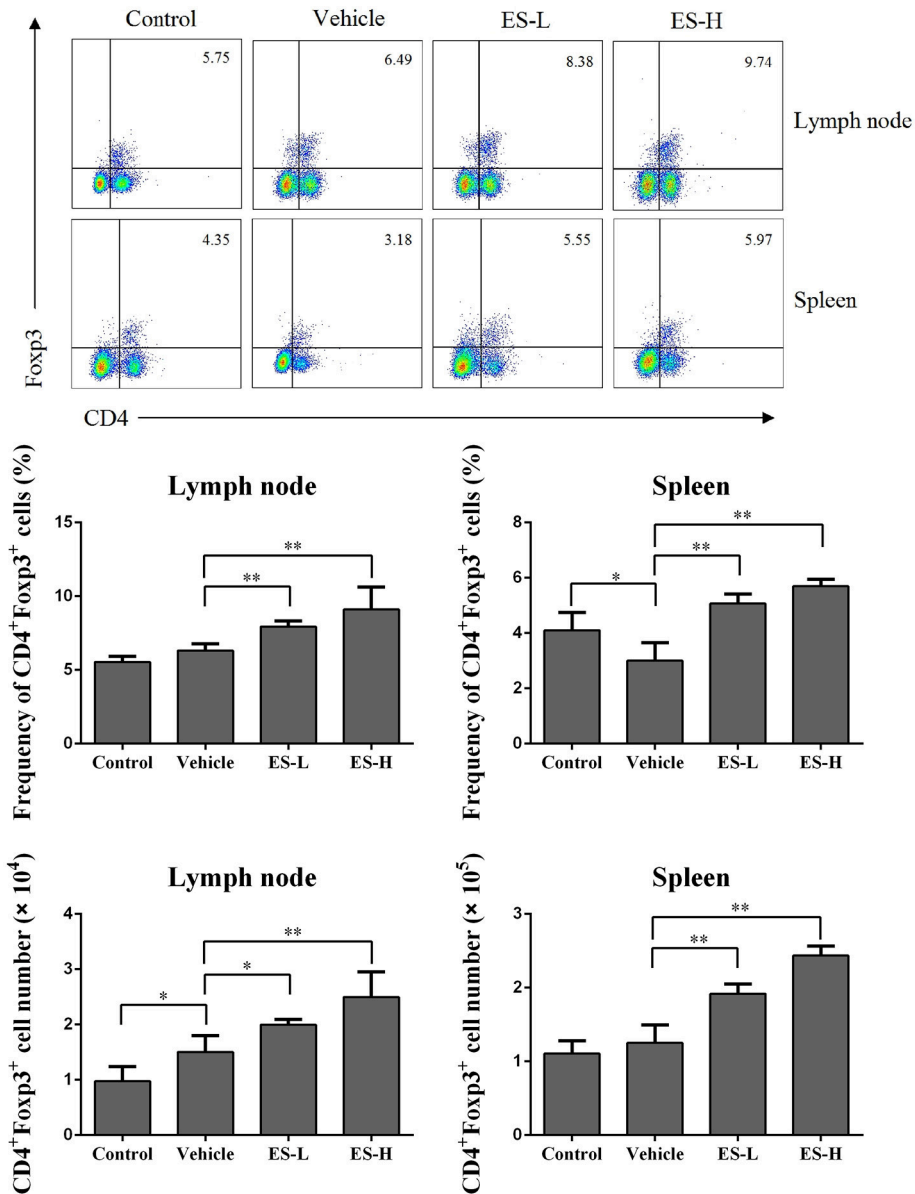 Control Vehicle ES-L ES-H
5.75 6.49 8.38 9.74
Lymph node
4.35 3.18 5.55 5.97
Spleen
Foxp3
CD4
Lymph node
Frequency of CD4⁺Foxp3⁺ cells (%)
15
10
5
0
** **
Control Vehicle ES-L ES-H
Spleen
Frequency of CD4⁺Foxp3⁺ cells (%)
8
6
4
2
0
* ** **
Control Vehicle ES-L ES-H
Lymph node
CD4⁺Foxp3⁺ cell number (× 10⁴)
4
3
2
1
0
* * **
Control Vehicle ES-L ES-H
Spleen
CD4⁺Foxp3⁺ cell number (× 10⁵)
3
2
1
0
** **
Control Vehicle ES-L ES-H